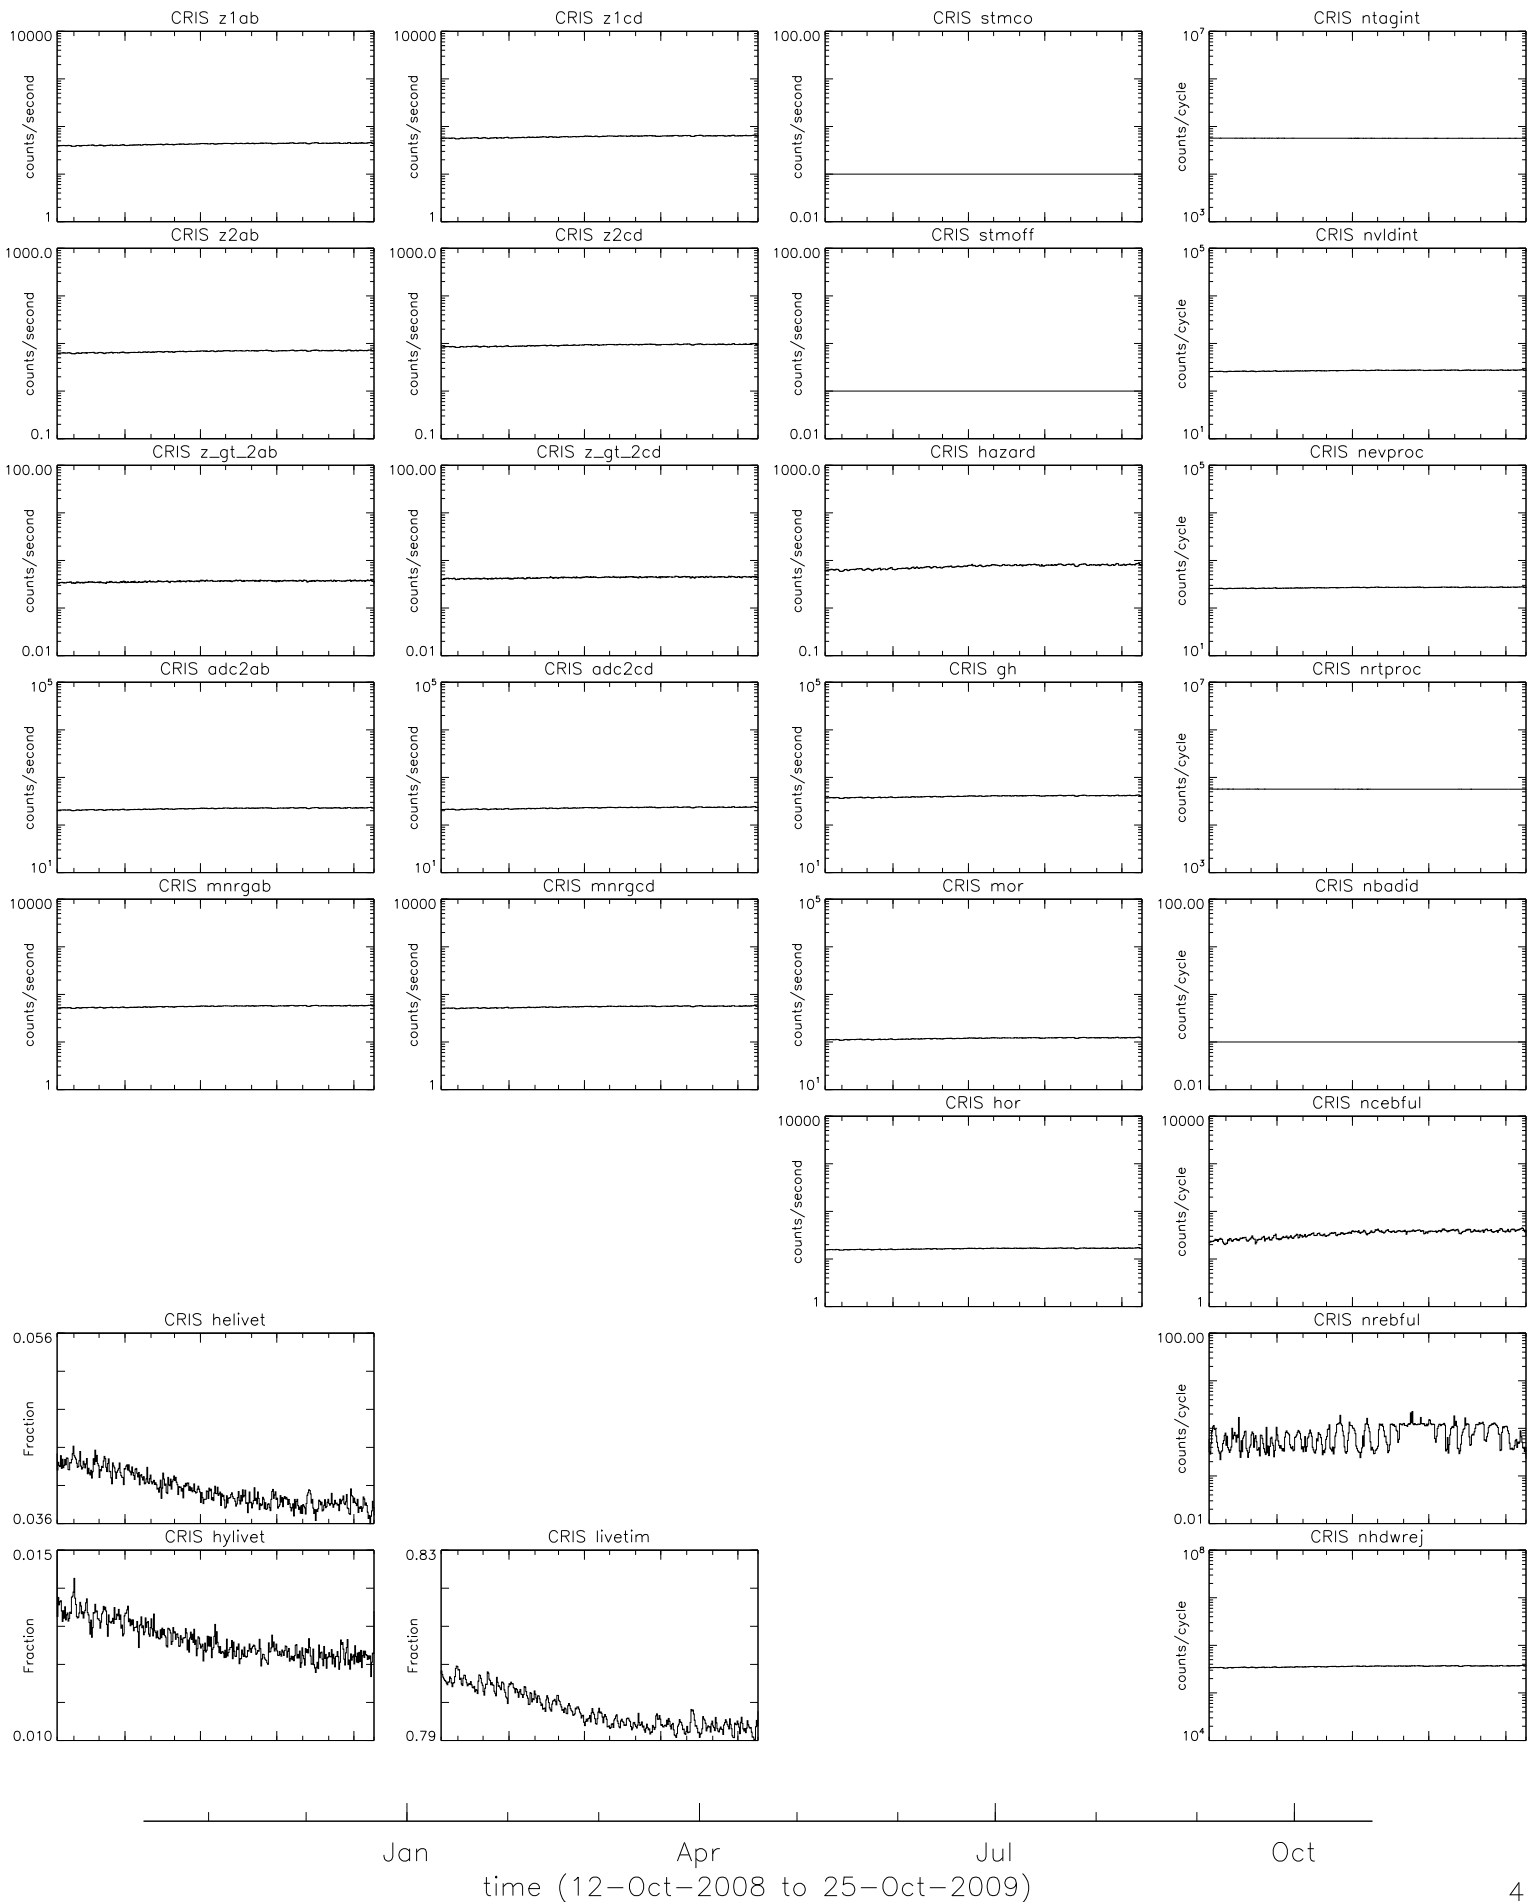 CRIS z1ab
CRIS z1cd
CRIS stmco
CRIS ntagint
10000
counts/second
1
10000
counts/second
1
100.00
counts/second
0.01
10⁷
counts/cycle
10³
CRIS z2ab
CRIS z2cd
CRIS stmoff
CRIS nvldint
1000.0
counts/second
0.1
1000.0
counts/second
0.1
100.00
counts/second
0.01
10⁵
counts/cycle
10¹
CRIS z_gt_2ab
CRIS z_gt_2cd
CRIS hazard
CRIS nevproc
100.00
counts/second
0.01
100.00
counts/second
0.01
1000.0
counts/second
0.1
10⁵
counts/cycle
10¹
CRIS adc2ab
CRIS adc2cd
CRIS gh
CRIS nrtproc
10⁵
counts/second
10¹
10⁵
counts/second
10¹
10⁵
counts/second
10¹
10⁷
counts/cycle
10³
CRIS mnrgab
CRIS mnrgcd
CRIS mor
CRIS nbadid
10000
counts/second
1
10000
counts/second
1
10⁵
counts/second
10¹
100.00
counts/cycle
0.01
CRIS hor
CRIS ncebful
10000
counts/second
1
10000
counts/cycle
1
CRIS helivet
CRIS nrebful
0.056
Fraction
0.036
100.00
counts/cycle
0.01
CRIS hylivet
CRIS livetim
CRIS nhdwrej
0.015
Fraction
0.010
0.83
Fraction
0.79
10⁸
counts/cycle
10⁴
Jan
Apr
Jul
Oct
time (12-Oct-2008 to 25-Oct-2009)
4